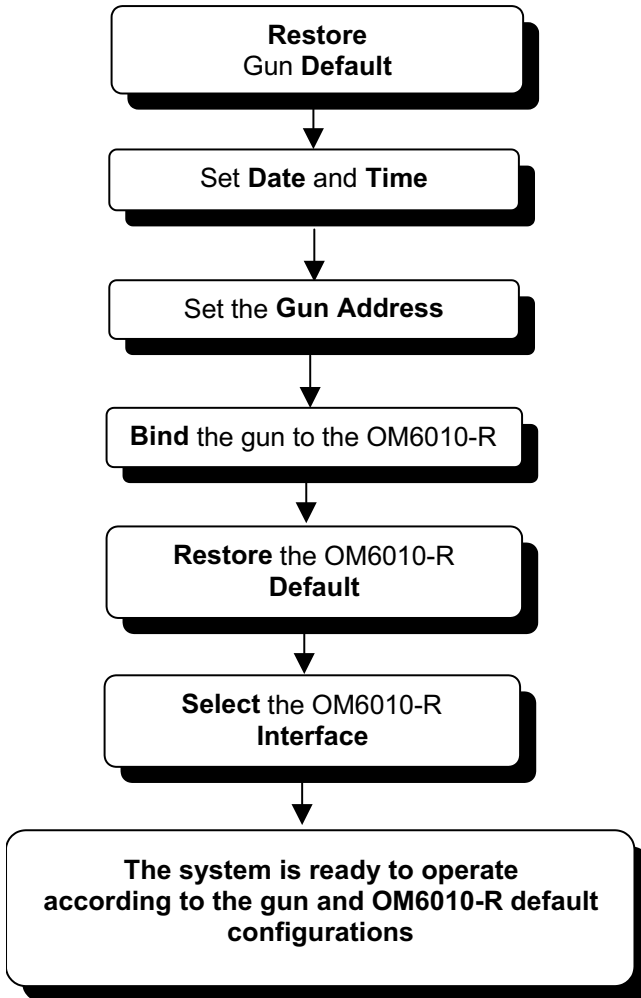 Restore
Gun Default
Set Date and Time
Set the Gun Address
Bind the gun to the OM6010-R
Restore the OM6010-R
Default
Select the OM6010-R
Interface
The system is ready to operate
according to the gun and OM6010-R default
configurations